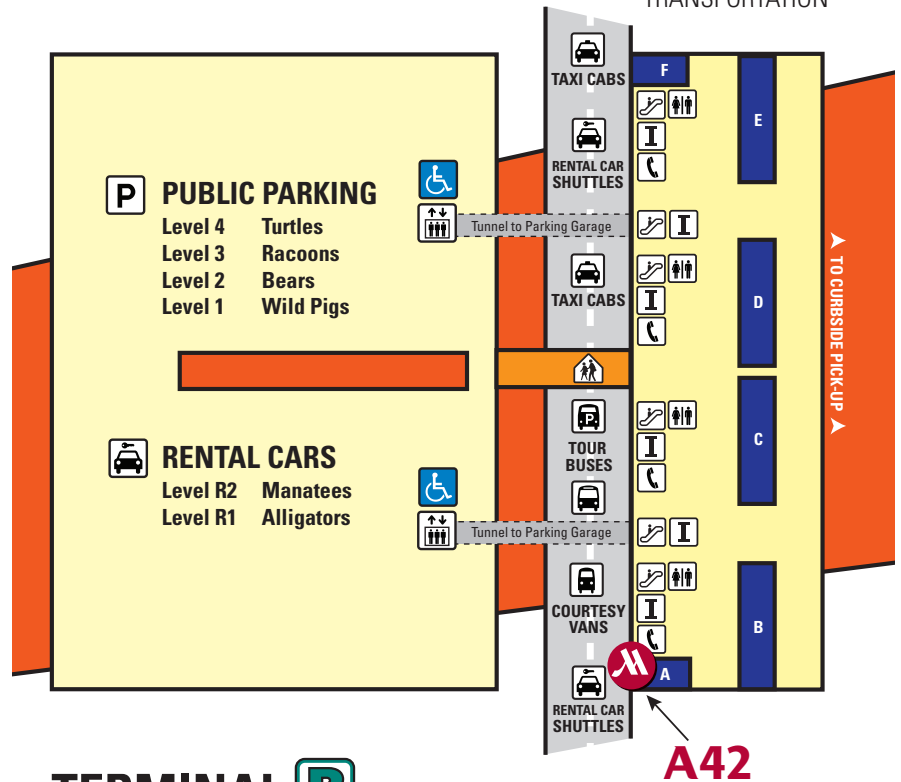 TRANSPORTATION
TAXI CABS
F
E
RENTAL CAR
SHUTTLES
P
PUBLIC PARKING
Level 4 Turtles
Level 3 Racoons
Level 2 Bears
Level 1 Wild Pigs
Tunnel to Parking Garage
TAXI CABS
D
TO CURBSIDE PICK-UP
P
TOUR
BUSES
C
RENTAL CARS
Level R2 Manatees
Level R1 Alligators
Tunnel to Parking Garage
COURTESY
VANS
B
M
A
RENTAL CAR
SHUTTLES
A42
TERMINAL B